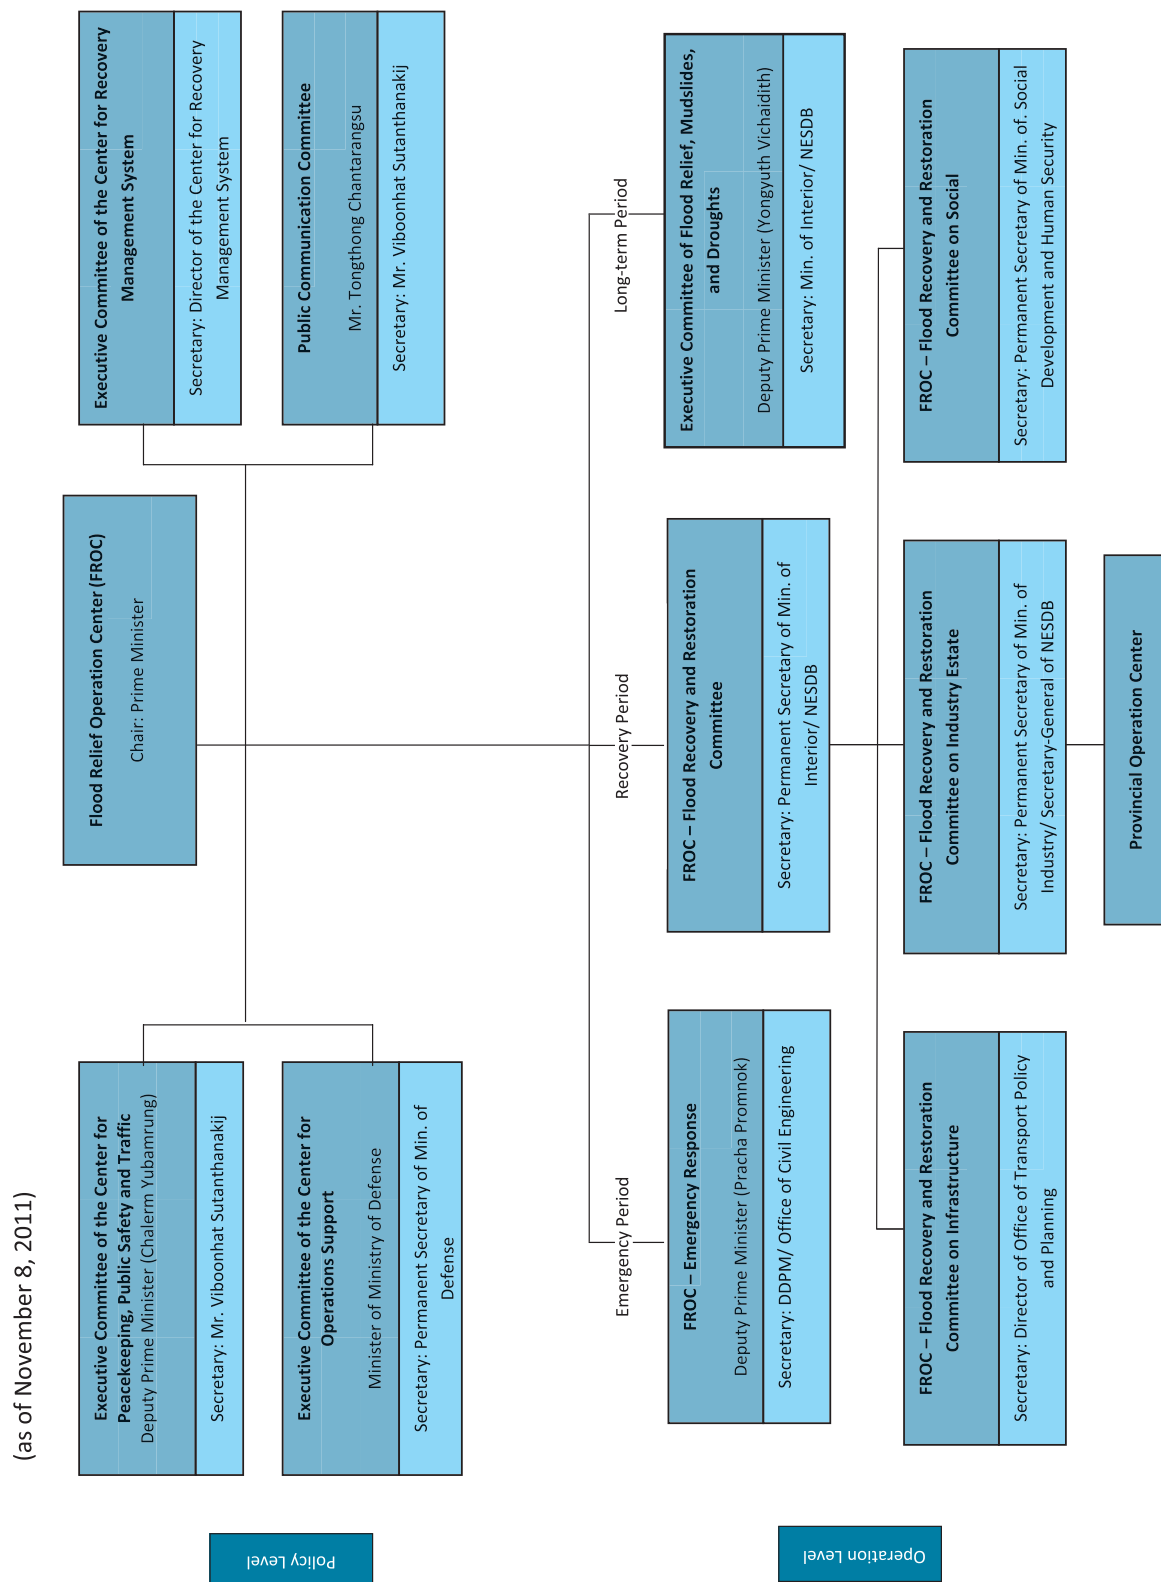 (as of November 8, 2011)
Policy Level
Flood Relief Operation Center (FROC)
Chair: Prime Minister
Executive Committee of the Center for
Peacekeeping, Public Safety and Traffic
Deputy Prime Minister (Chalerm Yubamrung)
Secretary: Mr. Viboonhat Sutanthanakij
Executive Committee of the Center for Recovery
Management System
Secretary: Director of the Center for Recovery
Management System
Executive Committee of the Center for
Operations Support
Minister of Ministry of Defense
Secretary: Permanent Secretary of Min. of
Defense
Public Communication Committee
Mr. Tongthong Chantarangsu
Secretary: Mr. Viboonhat Sutanthanakij
Operation Level
Emergency Period
Recovery Period
Long-term Period
FROC – Emergency Response
Deputy Prime Minister (Pracha Promnok)
Secretary: DDPM/ Office of Civil Engineering
FROC – Flood Recovery and Restoration
Committee
Secretary: Permanent Secretary of Min. of
Interior/ NESDB
Executive Committee of Flood Relief, Mudslides,
and Droughts
Deputy Prime Minister (Yongyuth Vichaidith)
Secretary: Min. of Interior/ NESDB
FROC – Flood Recovery and Restoration
Committee on Infrastructure
Secretary: Director of Office of Transport Policy
and Planning
FROC – Flood Recovery and Restoration
Committee on Industry Estate
Secretary: Permanent Secretary of Min. of
Industry/ Secretary-General of NESDB
FROC – Flood Recovery and Restoration
Committee on Social
Secretary: Permanent Secretary of Min. of. Social
Development and Human Security
Provincial Operation Center